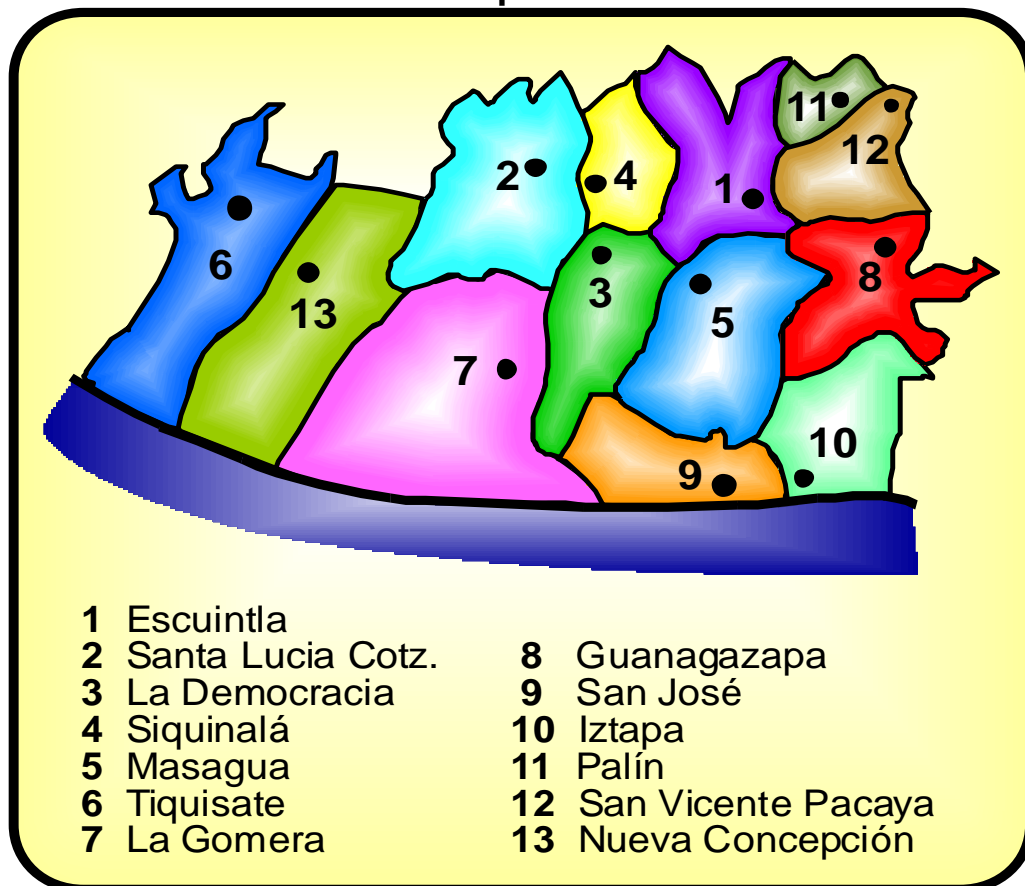 11
12
2
4
1
6
8
3
13
5
7
10
9
1 Escuintla
2 Santa Lucia Cotz.
3 La Democracia
4 Siquinalá
5 Masagua
6 Tiquisate
7 La Gomera
8 Guanagazapa
9 San José
10 Iztapa
11 Palín
12 San Vicente Pacaya
13 Nueva Concepción